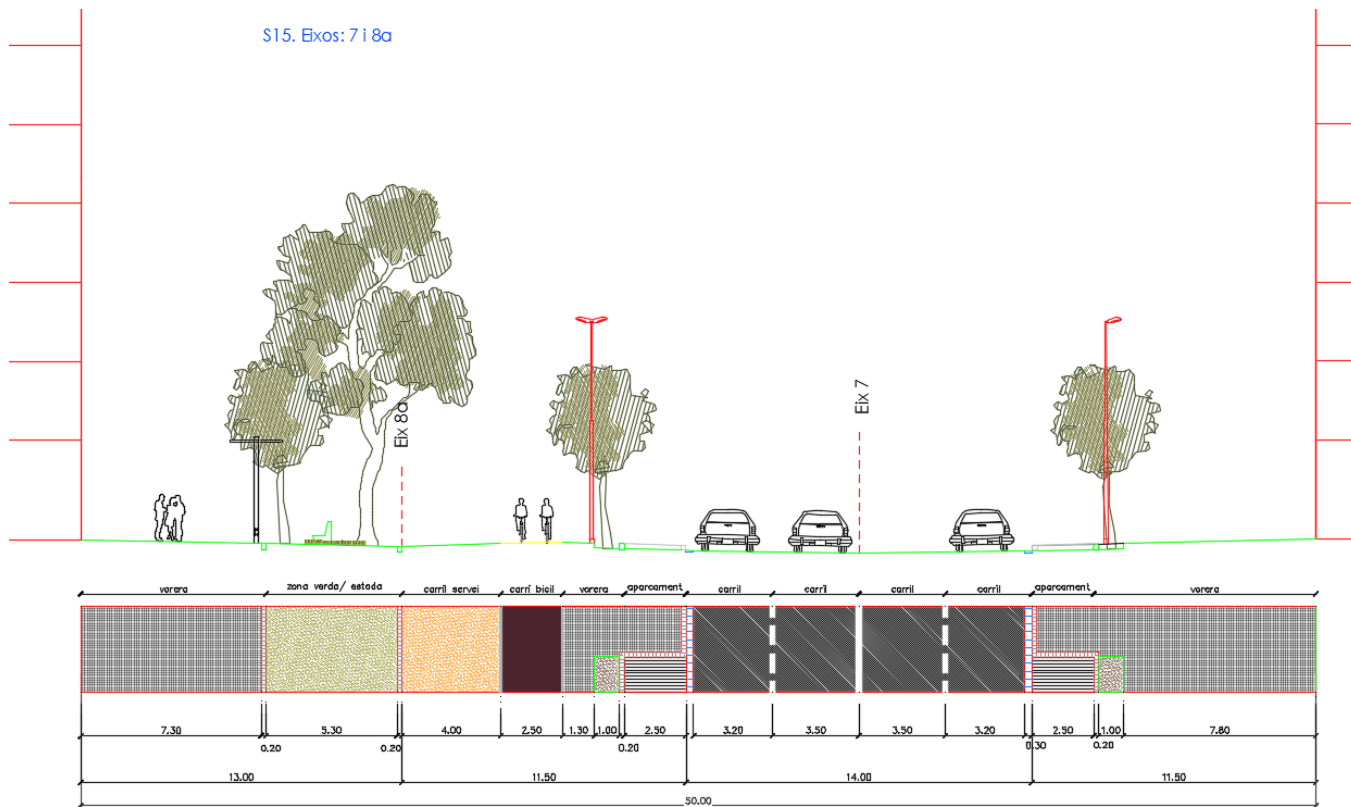 S15. Eixos: 7 i 8a
Eix 8a
Eix 7
vorera zona verda/ estada carril servei carri bicil vorera aparcament carril carril carril carril aparcament vorera
7.30 5.30 4.00 2.50 1.30 1.00 2.50 3.20 3.50 3.50 3.20 2.50 1.00 7.80
0.20 0.20 0.20 0.30 0.20
13.00 11.50 14.00 11.50
50.00